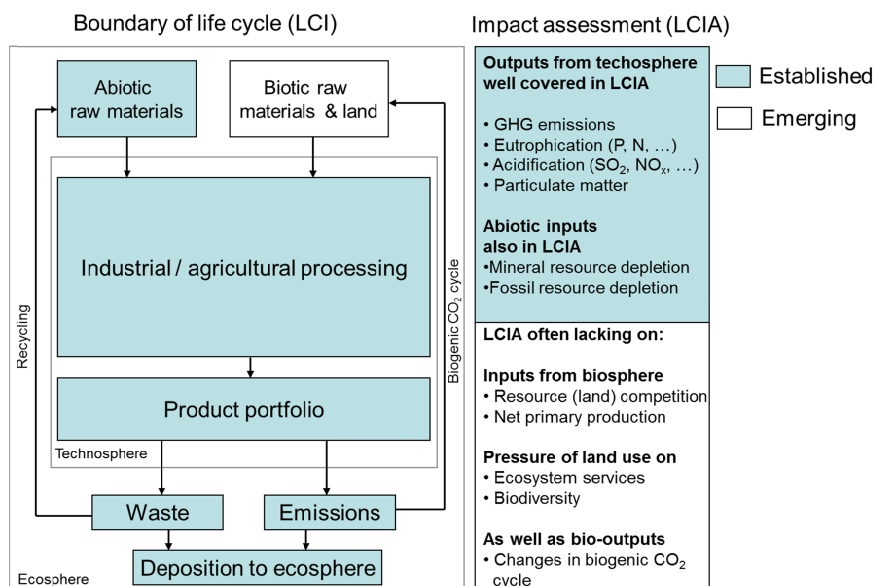 Boundary of life cycle (LCI)
Impact assessment (LCIA)
Abiotic
raw materials
Biotic raw
materials & land
Industrial / agricultural processing
Recycling
Biogenic CO₂ cycle
Product portfolio
Technosphere
Waste
Emissions
Deposition to ecosphere
Ecosphere
Outputs from techosphere
well covered in LCIA
• GHG emissions
• Eutrophication (P, N, ...)
• Acidification (SO₂, NOₓ, ...)
• Particulate matter
Abiotic inputs
also in LCIA
•Mineral resource depletion
•Fossil resource depletion
LCIA often lacking on:
Inputs from biosphere
• Resource (land) competition
• Net primary production
Pressure of land use on
• Ecosystem services
• Biodiversity
As well as bio-outputs
• Changes in biogenic CO₂
cycle
Established
Emerging